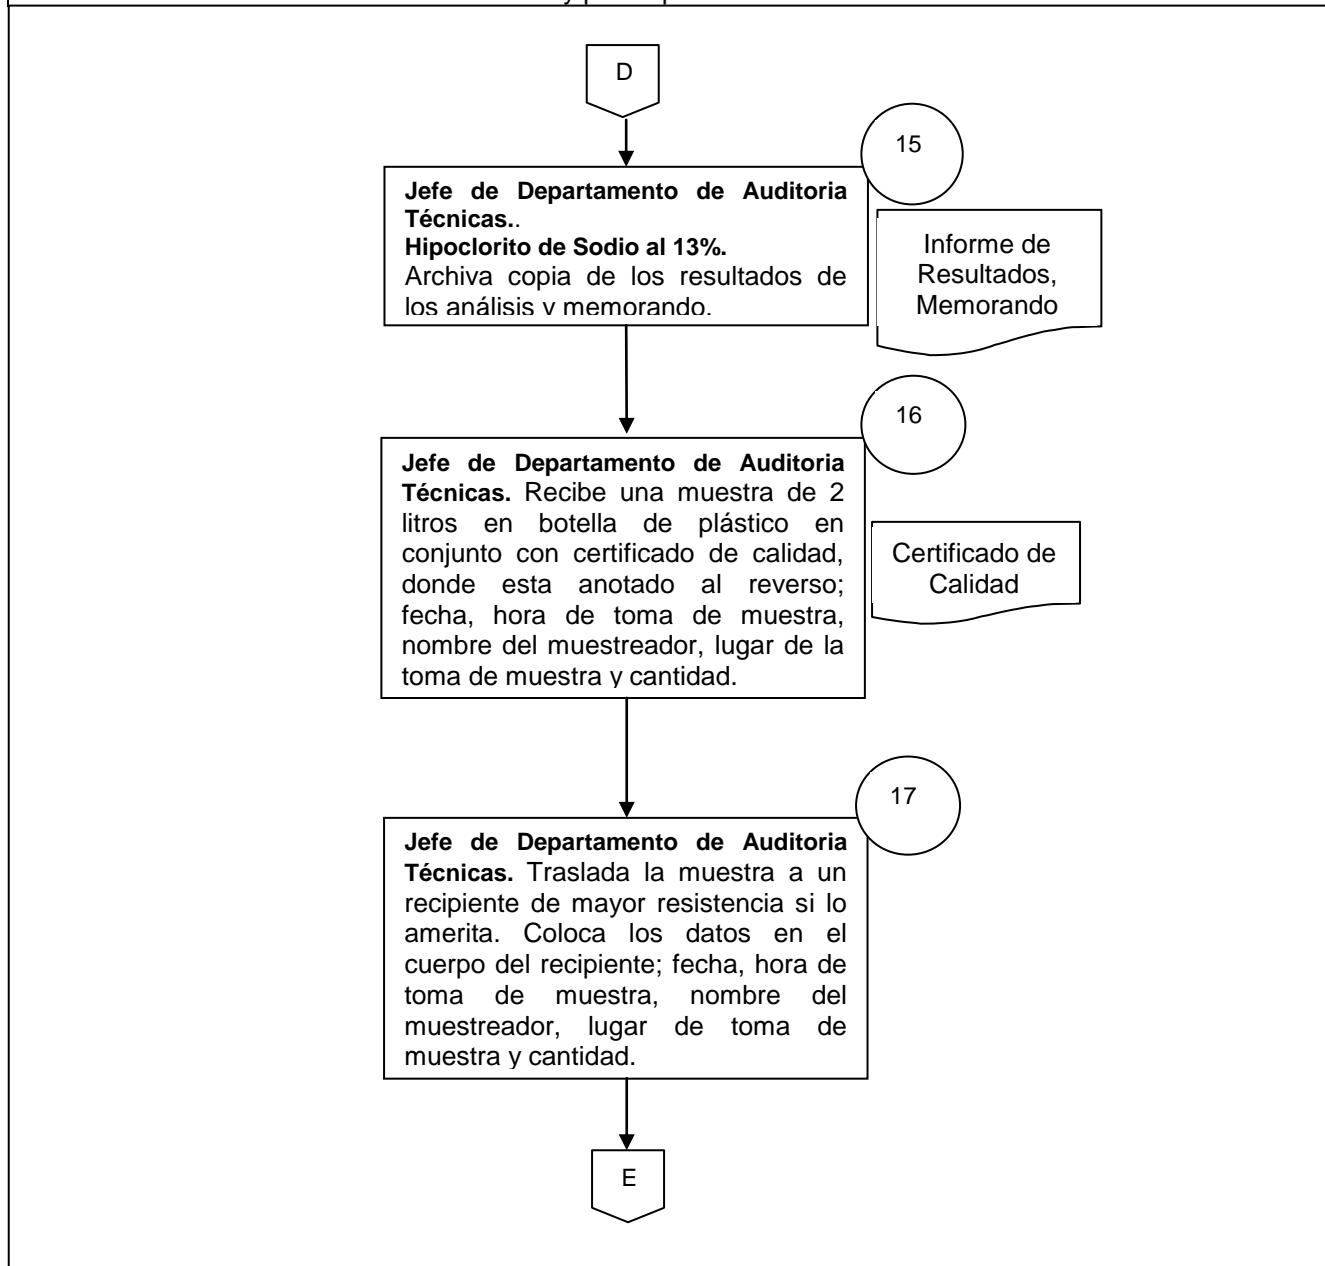 D
15
Jefe de Departamento de Auditoria
Técnicas..
Hipoclorito de Sodio al 13%.
Archiva copia de los resultados de
los análisis y memorando.
Informe de
Resultados,
Memorando
16
Jefe de Departamento de Auditoria
Técnicas. Recibe una muestra de 2
litros en botella de plástico en
conjunto con certificado de calidad,
donde esta anotado al reverso;
fecha, hora de toma de muestra,
nombre del muestreador, lugar de la
toma de muestra y cantidad.
Certificado de
Calidad
17
Jefe de Departamento de Auditoria
Técnicas. Traslada la muestra a un
recipiente de mayor resistencia si lo
amerita. Coloca los datos en el
cuerpo del recipiente; fecha, hora de
toma de muestra, nombre del
muestreador, lugar de toma de
muestra y cantidad.
E